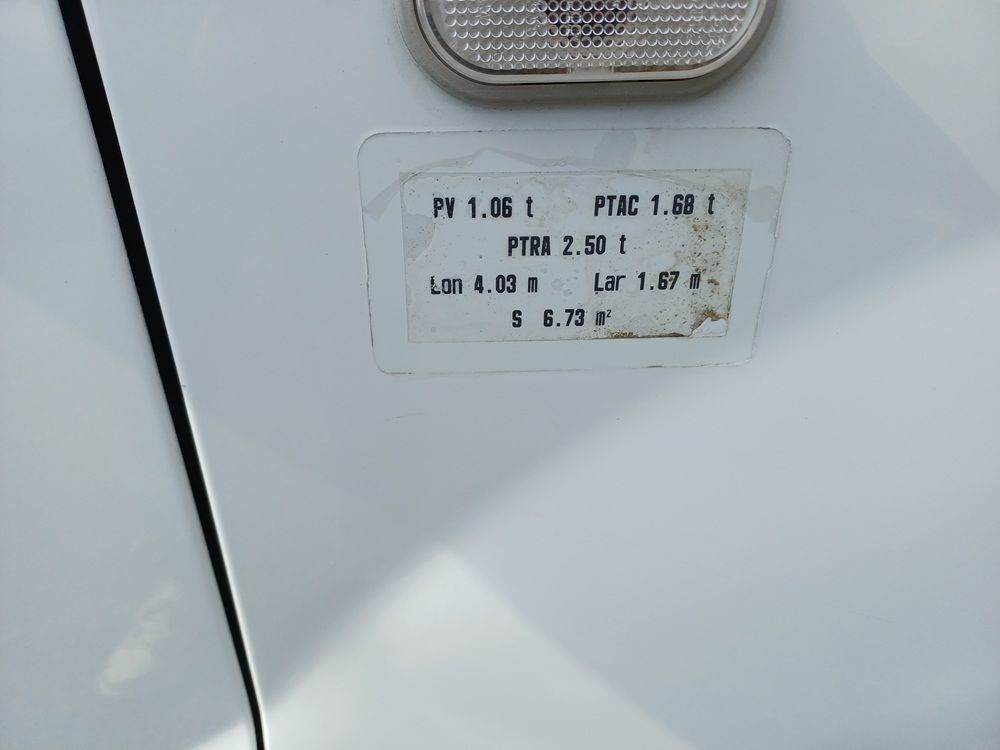 PV 1.06 t PTAC 1.68 t
PTRA 2.50 t
Lon 4.03 m Lar 1.67 m
S 6.73 m²